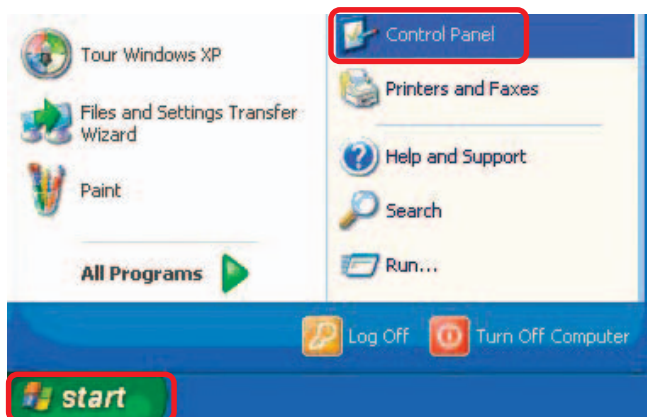 Tour Windows XP
Files and Settings Transfer
Wizard
Paint
All Programs
Control Panel
Printers and Faxes
Help and Support
Search
Run...
Log Off
Turn Off Computer
start